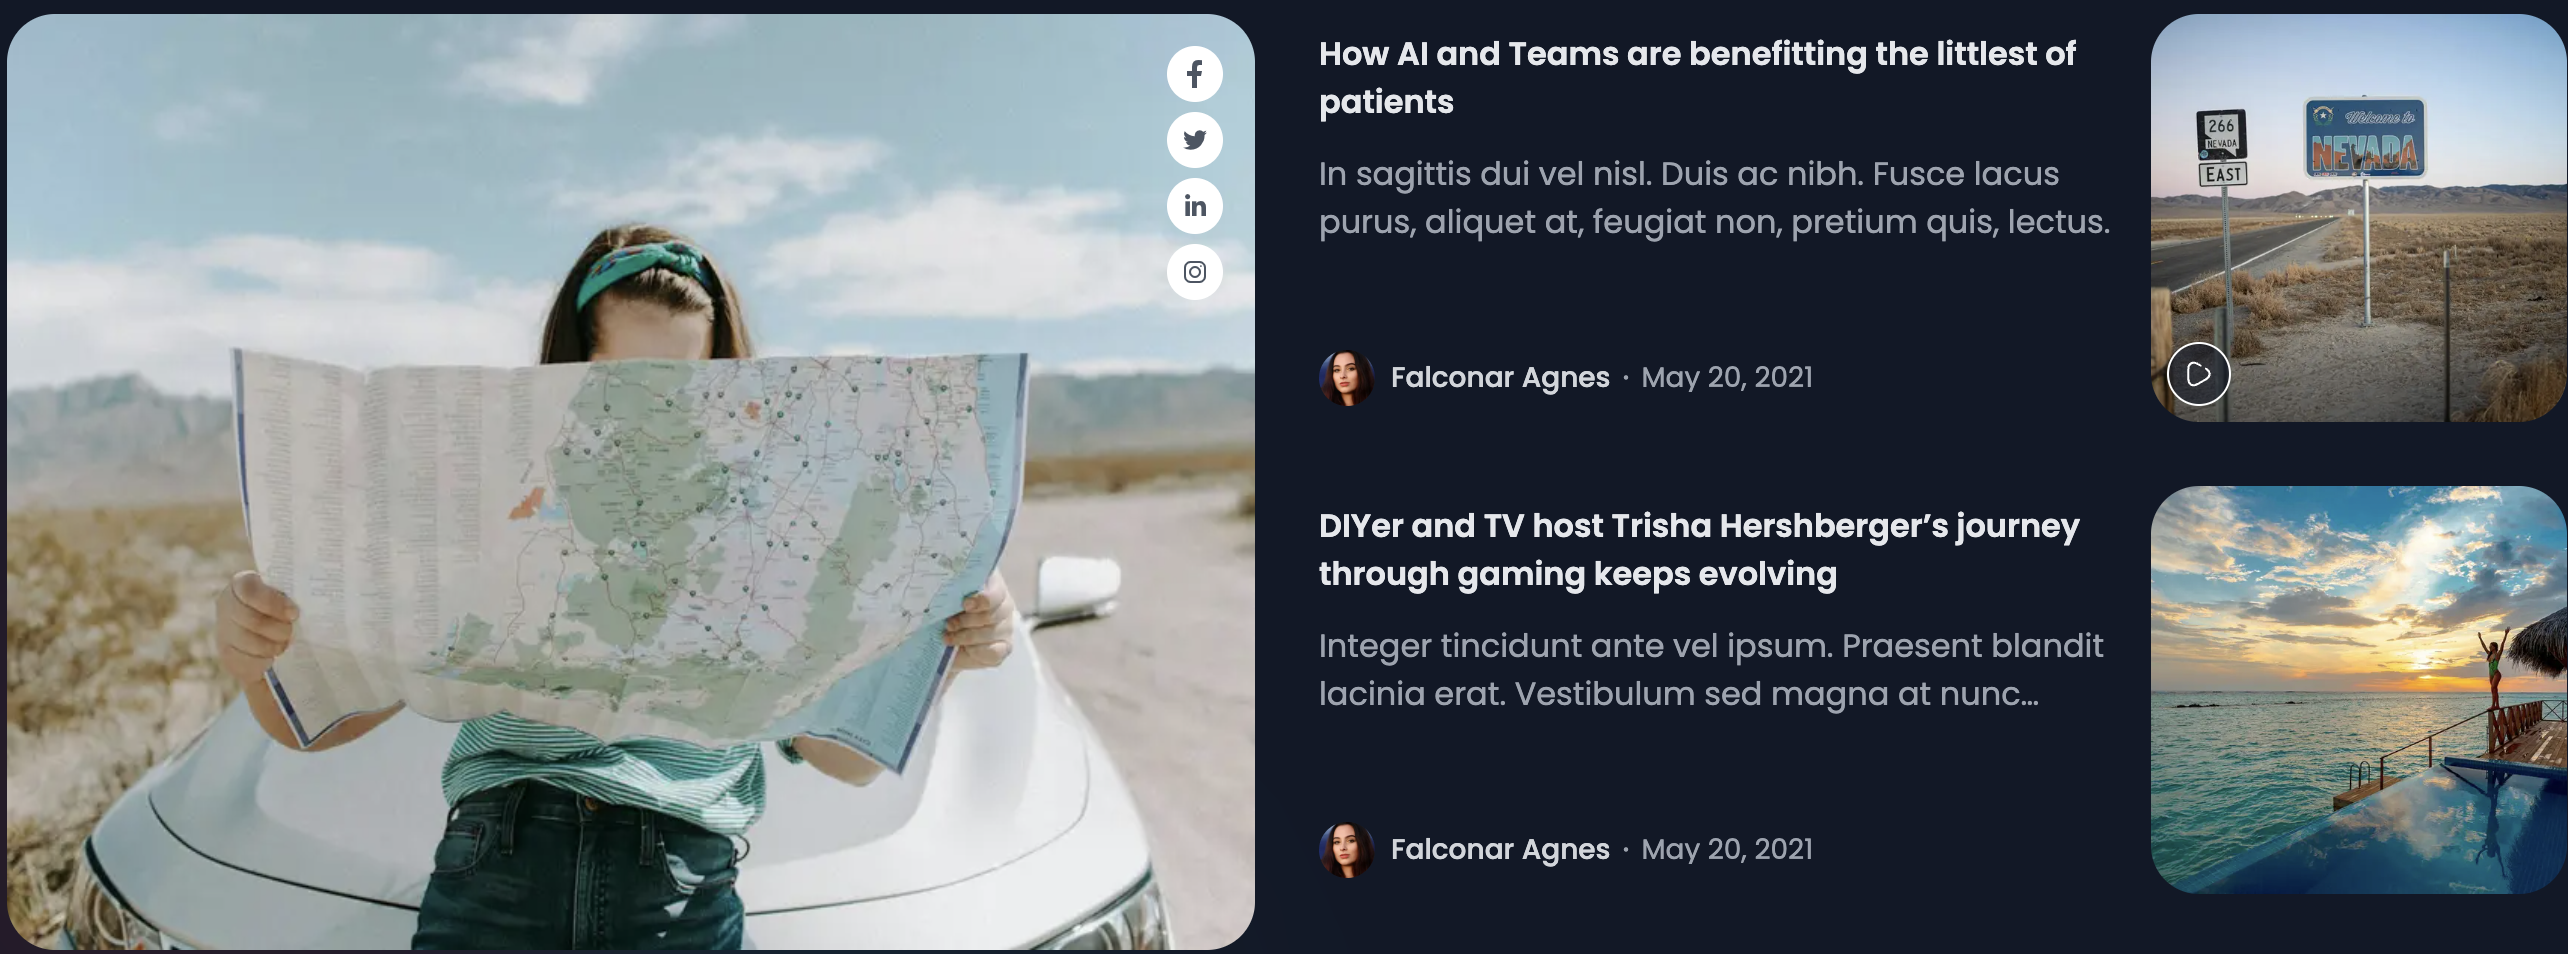 How AI and Teams are benefitting the littlest of
patients
In sagittis dui vel nisl. Duis ac nibh. Fusce lacus
purus, aliquet at, feugiat non, pretium quis, lectus.
Falconar Agnes · May 20, 2021
266
NEVADA
EAST
Welcome to
NEVADA
DIYer and TV host Trisha Hershberger’s journey
through gaming keeps evolving
Integer tincidunt ante vel ipsum. Praesent blandit
lacinia erat. Vestibulum sed magna at nunc...
Falconar Agnes · May 20, 2021